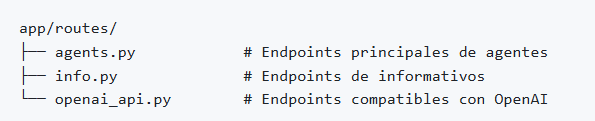 app/routes/
├── agents.py # Endpoints principales de agentes
├── info.py # Endpoints de informativos
└── openai_api.py # Endpoints compatibles con OpenAI